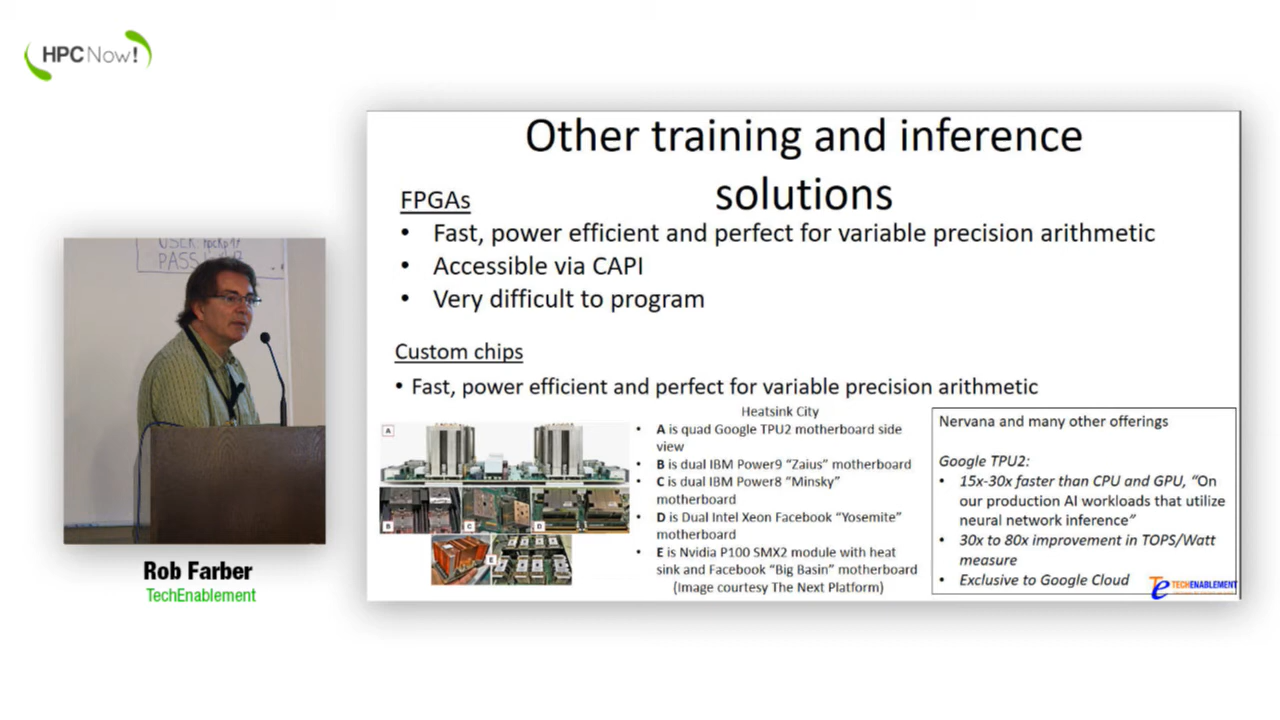 HPCNow!
Other training and inference
solutions
FPGAs
• Fast, power efficient and perfect for variable precision arithmetic
• Accessible via CAPI
• Very difficult to program
Custom chips
• Fast, power efficient and perfect for variable precision arithmetic
A
B
C
D
E
Heatsink City
• A is quad Google TPU2 motherboard side
view
• B is dual IBM Power9 “Zaius” motherboard
• C is dual IBM Power8 “Minsky”
motherboard
• D is Dual Intel Xeon Facebook “Yosemite”
motherboard
• E is Nvidia P100 SMX2 module with heat
sink and Facebook “Big Basin” motherboard
(Image courtesy The Next Platform)
Nervana and many other offerings
Google TPU2:
• 15x-30x faster than CPU and GPU, “On
our production AI workloads that utilize
neural network inference”
• 30x to 80x improvement in TOPS/Watt
measure
• Exclusive to Google Cloud
Te TECHENABLEMENT
USER
PASS
Rob Farber
TechEnablement